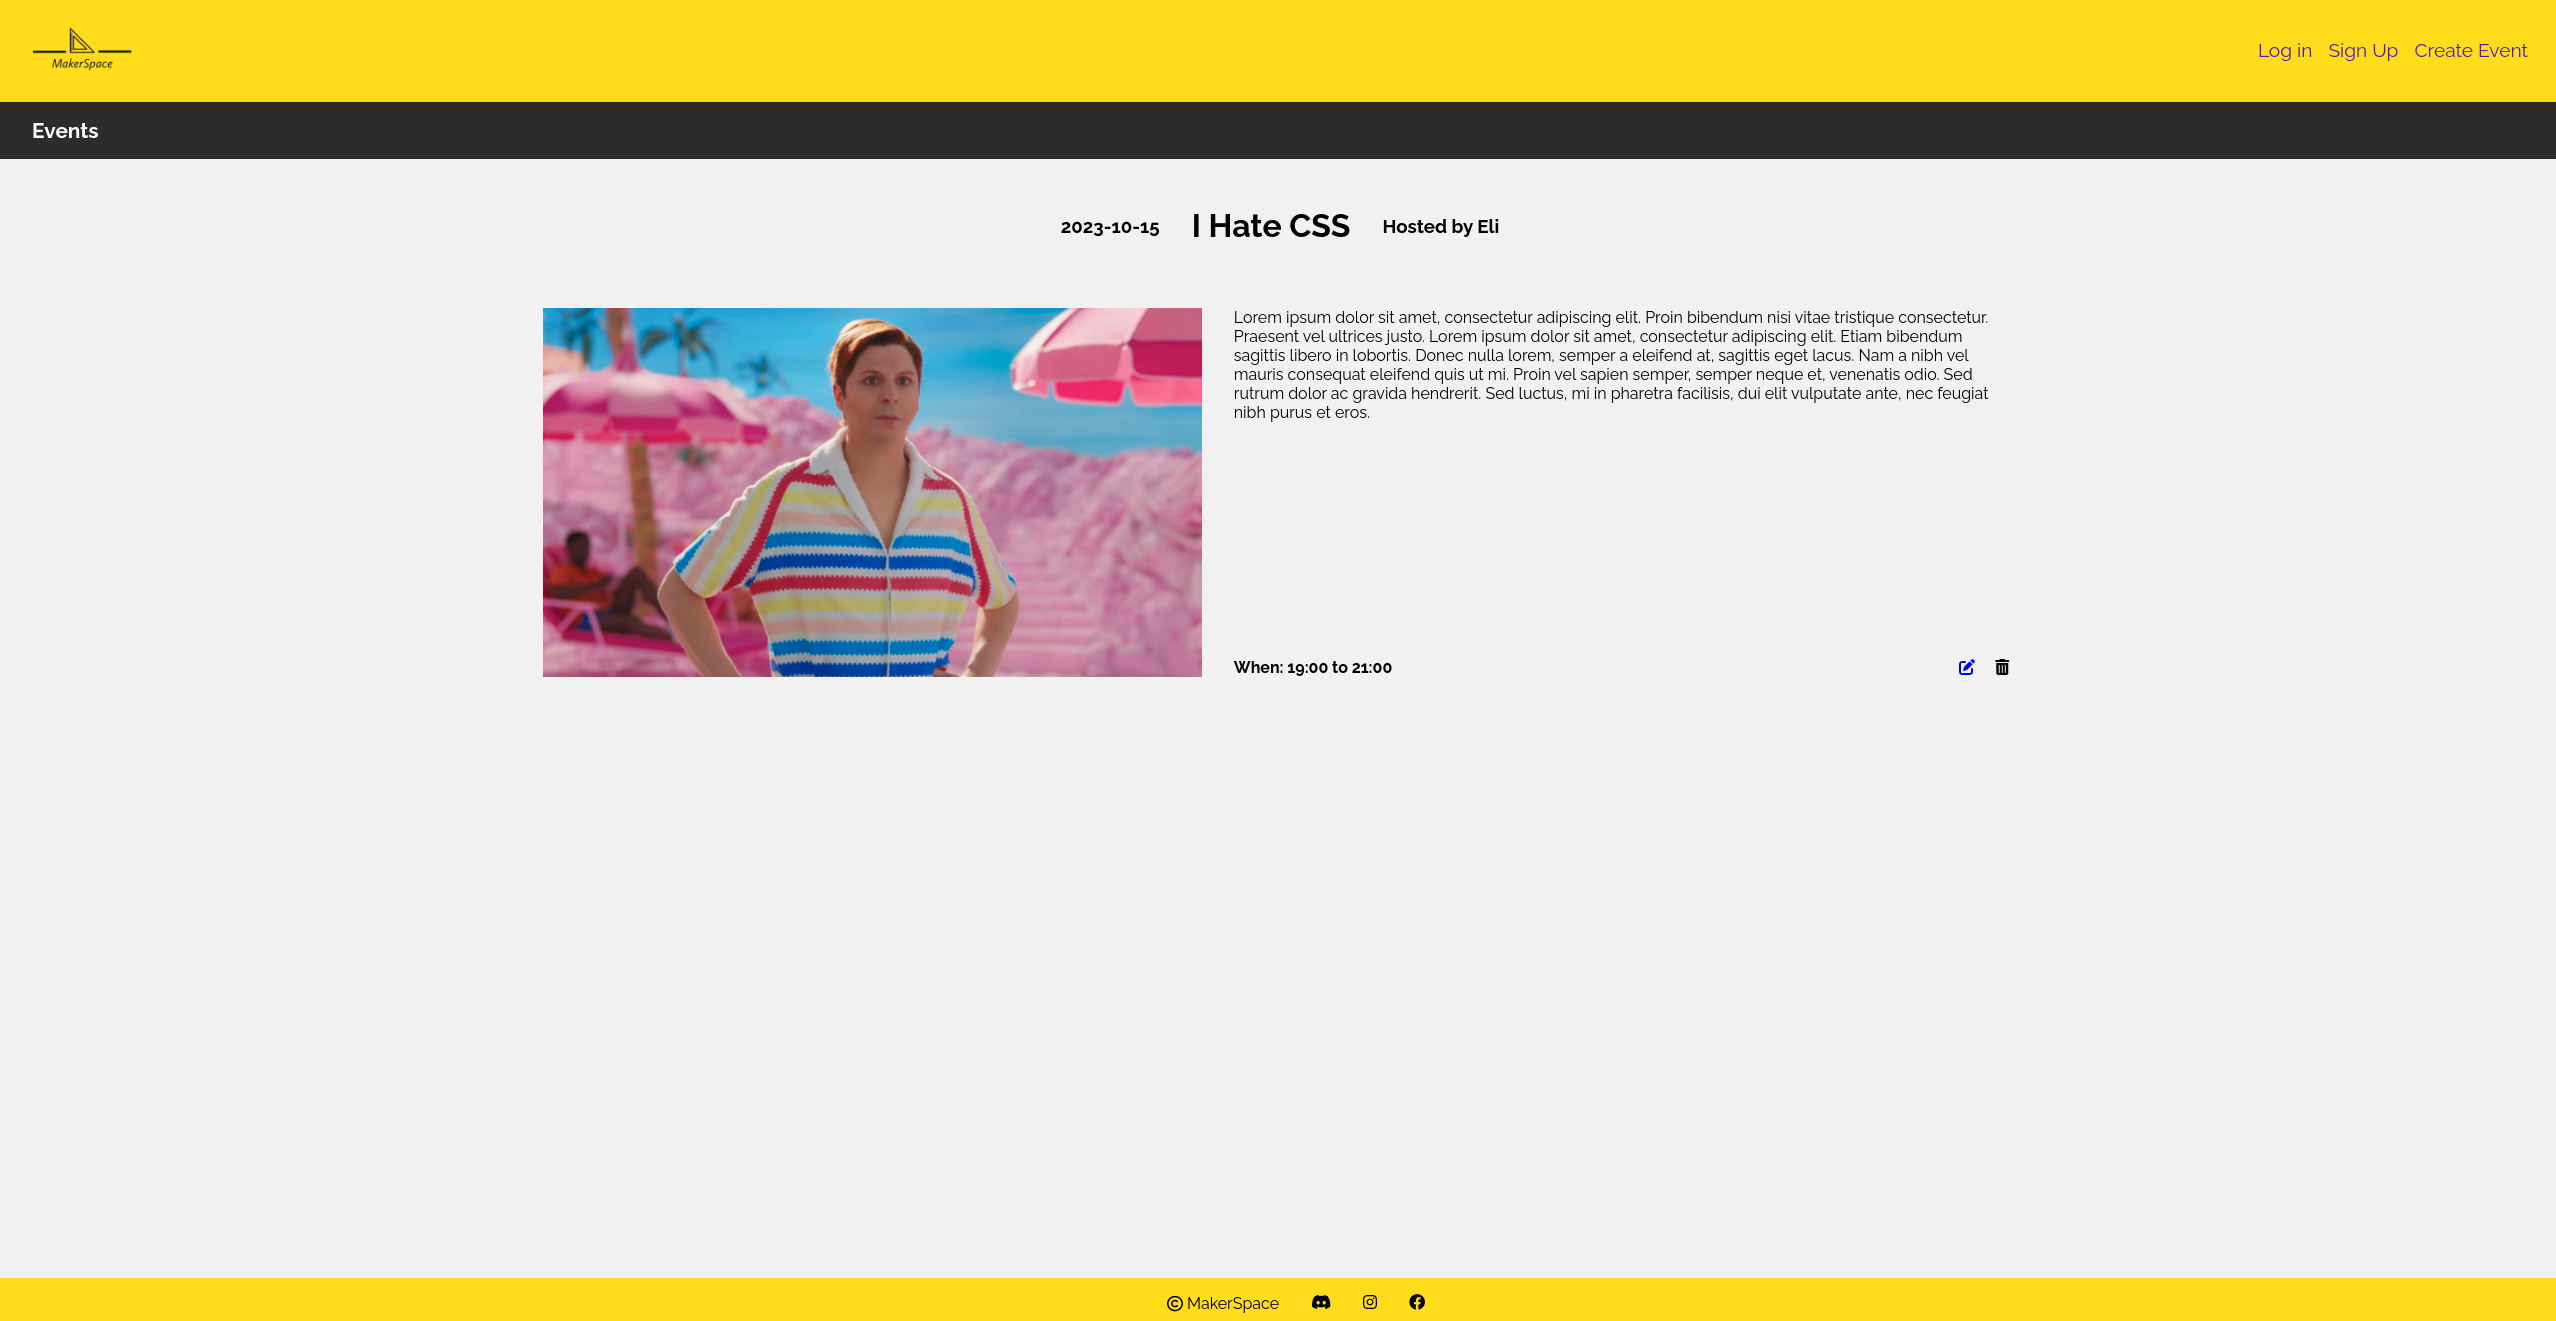 MakerSpace
Log in Sign Up Create Event
Events
2023-10-15 I Hate CSS Hosted by Eli
Lorem ipsum dolor sit amet, consectetur adipiscing elit. Proin bibendum nisi vitae tristique consectetur.
Praesent vel ultrices justo. Lorem ipsum dolor sit amet, consectetur adipiscing elit. Etiam bibendum
sagittis libero in lobortis. Donec nulla lorem, semper a eleifend at, sagittis eget lacus. Nam a nibh vel
mauris consequat eleifend quis ut mi. Proin vel sapien semper, semper neque et, venenatis odio. Sed
rutrum dolor ac gravida hendrerit. Sed luctus, mi in pharetra facilisis, dui elit vulputate ante, nec feugiat
nibh purus et eros.
When: 19:00 to 21:00
© MakerSpace